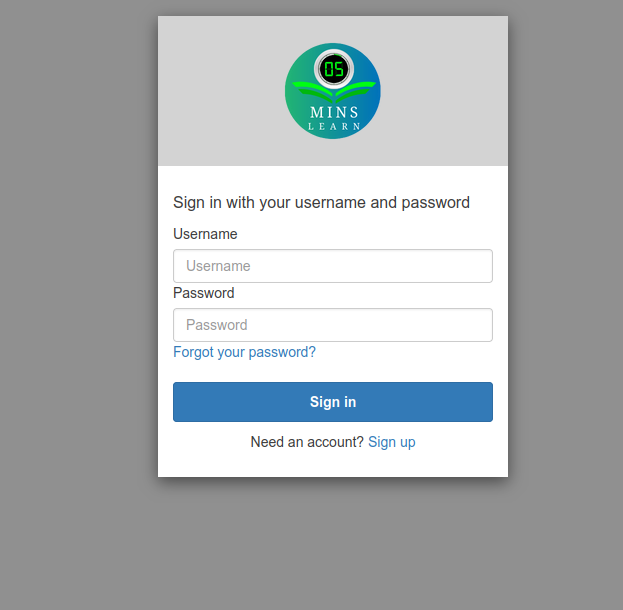 05
MINS
LEARN
Sign in with your username and password
Username
Username
Password
Password
Forgot your password?
Sign in
Need an account? Sign up